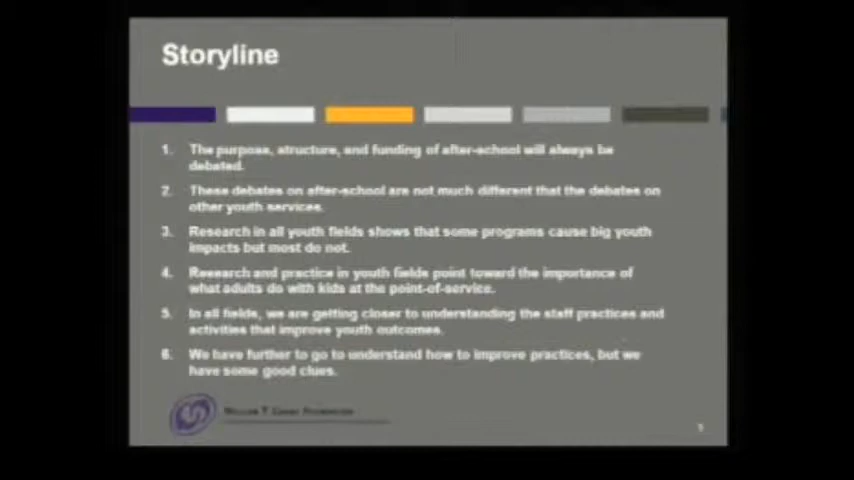 Storyline
1. The purpose, structure, and funding of after-school will always be
debated.
2. These debates on after-school are not much different that the debates on
other youth services.
3. Research in all youth fields shows that some programs cause big youth
impacts but most do not.
4. Research and practice in youth fields point toward the importance of
what adults do with kids at the point-of-service.
5. In all fields, we are getting closer to understanding the staff practices and
activities that improve youth outcomes.
6. We have further to go to understand how to improve practices, but we
have some good clues.
William T. Grant Foundation